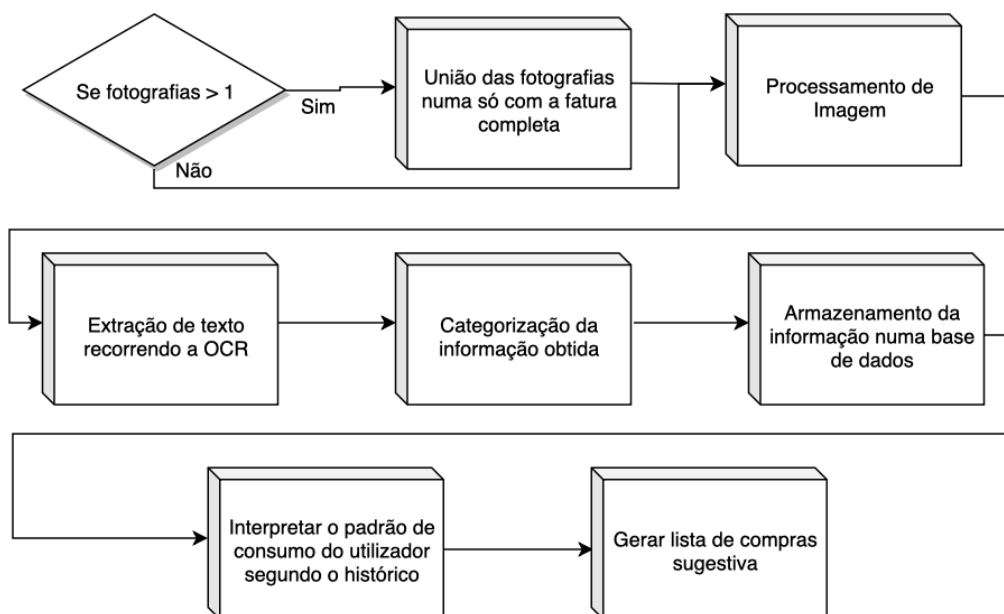 Se fotografias > 1
Sim
Não
União das fotografias
numa só com a fatura
completa
Processamento de
Imagem
Extração de texto
recorrendo a OCR
Categorização da
informação obtida
Armazenamento da
informação numa base
de dados
Interpretar o padrão de
consumo do utilizador
segundo o histórico
Gerar lista de compras
sugestiva